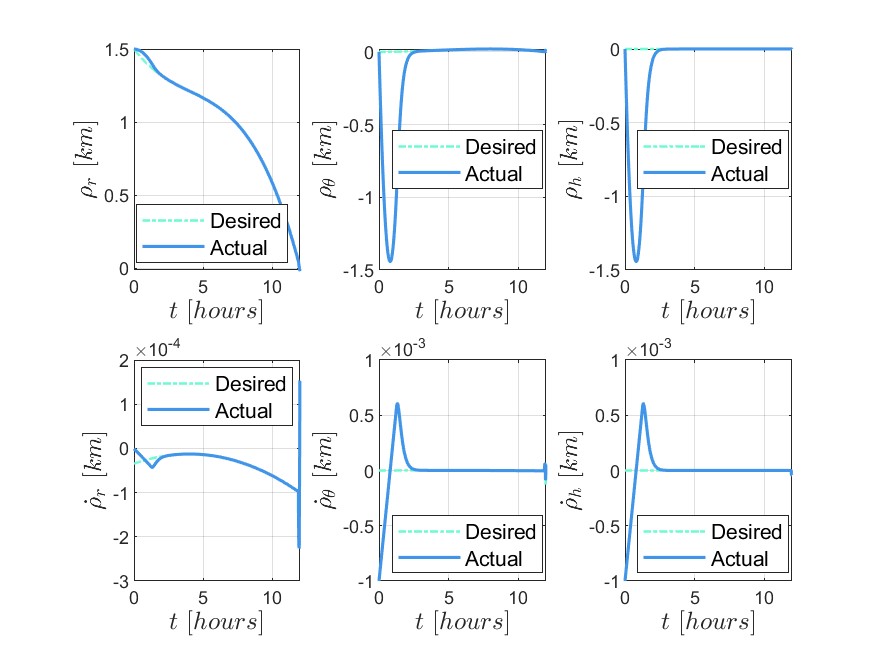 1.5
1
0.5
0
0 5 10
ρ_r [km]
t [hours]
Desired
Actual
0
-0.5
-1
-1.5
0 5 10
ρ_θ [km]
t [hours]
Desired
Actual
0
-0.5
-1
-1.5
0 5 10
ρ_h [km]
t [hours]
Desired
Actual
×10^-4
2
1
0
-1
-2
-3
0 5 10
ρ̇_r [km]
t [hours]
Desired
Actual
×10^-3
1
0.5
0
-0.5
-1
0 5 10
ρ̇_θ [km]
t [hours]
Desired
Actual
×10^-3
1
0.5
0
-0.5
-1
0 5 10
ρ̇_h [km]
t [hours]
Desired
Actual